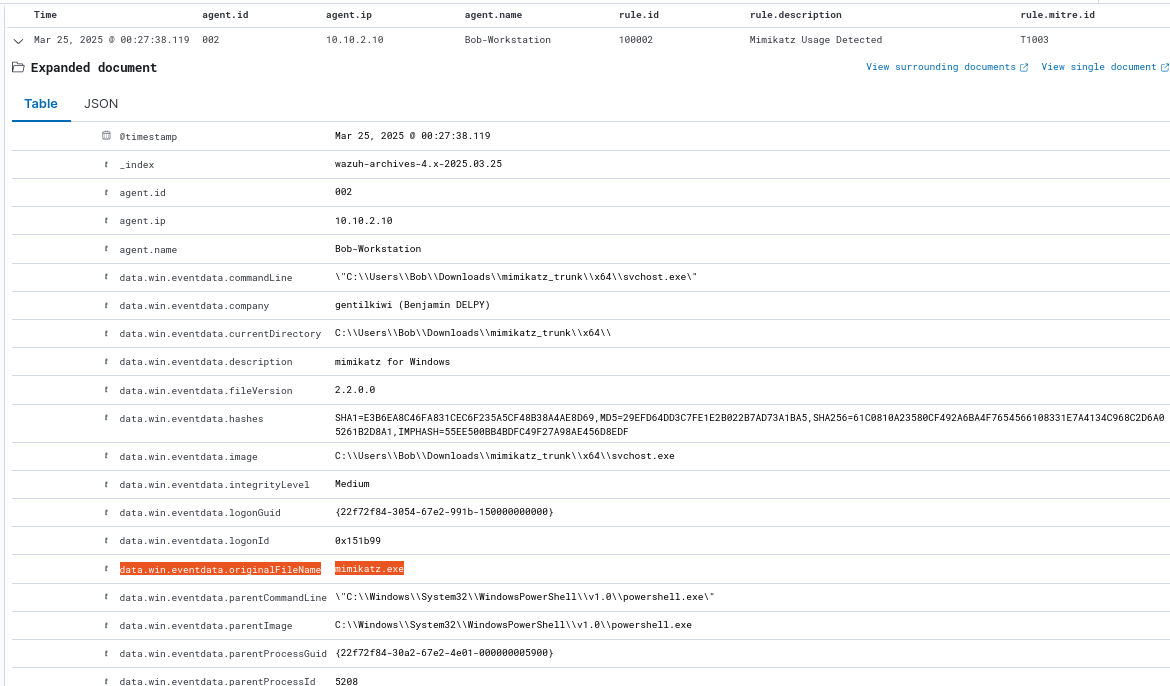 Time agent.id agent.ip agent.name rule.id rule.description rule.mitre.id
Mar 25, 2025 @ 00:27:38.119 002 10.10.2.10 Bob-Workstation 100002 Mimikatz Usage Detected T1003
Expanded document View surrounding documents View single document
Table JSON
@timestamp Mar 25, 2025 @ 00:27:38.119
t _index wazuh-archives-4.x-2025.03.25
t agent.id 002
t agent.ip 10.10.2.10
t agent.name Bob-Workstation
t data.win.eventdata.commandLine \"C:\\Users\\Bob\\Downloads\\mimikatz_trunk\\x64\\svchost.exe\"
t data.win.eventdata.company gentilkiwi (Benjamin DELPY)
t data.win.eventdata.currentDirectory C:\\Users\\Bob\\Downloads\\mimikatz_trunk\\x64\\
t data.win.eventdata.description mimikatz for Windows
t data.win.eventdata.fileVersion 2.2.0.0
t data.win.eventdata.hashes SHA1=E3B6EA8C46FA831CEC6F235A5CF48B38A4AE8D69,MD5=29EFD64DD3C7FE1E2B022B7AD73A1BA5,SHA256=61C0810A23580CF492A6BA4F7654566108331E7A4134C968C2D6A0
5261B2D8A1,IMPHASH=55EE500BB4BDFC49F27A98AE456D8EDF
t data.win.eventdata.image C:\\Users\\Bob\\Downloads\\mimikatz_trunk\\x64\\svchost.exe
t data.win.eventdata.integrityLevel Medium
t data.win.eventdata.logonGuid {22f72f84-3054-67e2-991b-150000000000}
t data.win.eventdata.logonId 0x151b99
t data.win.eventdata.originalFileName mimikatz.exe
t data.win.eventdata.parentCommandLine \"C:\\Windows\\System32\\WindowsPowerShell\\v1.0\\powershell.exe\"
t data.win.eventdata.parentImage C:\\Windows\\System32\\WindowsPowerShell\\v1.0\\powershell.exe
t data.win.eventdata.parentProcessGuid {22f72f84-30a2-67e2-4e01-000000005900}
t data.win.eventdata.parentProcessId 5208